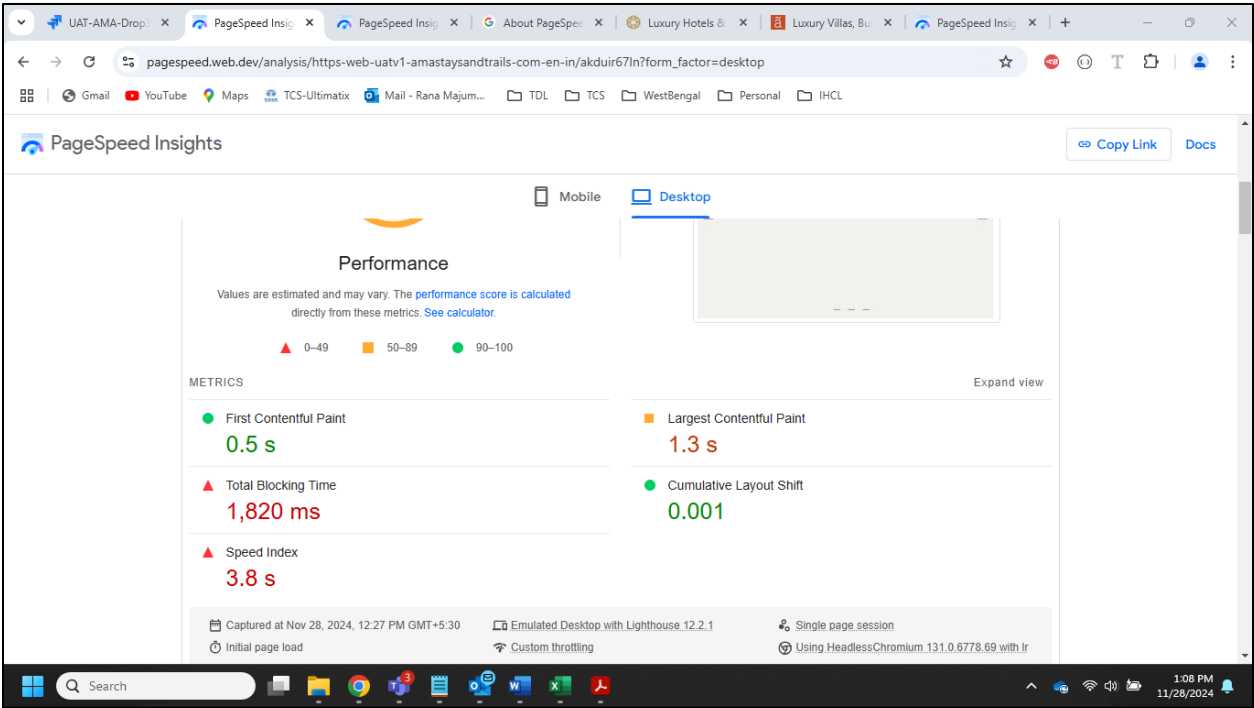 UAT-AMA-Drop
PageSpeed Insig
PageSpeed Insig
About PageSpee
Luxury Hotels &
Luxury Villas, Bu
PageSpeed Insig
pagespeed.web.dev/analysis/https-web-uatv1-amastaysandtrails-com-en-in/akduir67ln?form_factor=desktop
Gmail YouTube Maps TCS-Ultimatix Mail - Rana Majum... TDL TCS WestBengal Personal IHCL
PageSpeed Insights
Copy Link Docs
Mobile Desktop
Performance
Values are estimated and may vary. The performance score is calculated
directly from these metrics. See calculator.
0–49 50–89 90–100
METRICS Expand view
First Contentful Paint
0.5 s
Largest Contentful Paint
1.3 s
Total Blocking Time
1,820 ms
Cumulative Layout Shift
0.001
Speed Index
3.8 s
Captured at Nov 28, 2024, 12:27 PM GMT+5:30
Emulated Desktop with Lighthouse 12.2.1
Single page session
Initial page load
Custom throttling
Using HeadlessChromium 131.0.6778.69 with lr
Search
3
1:08 PM
11/28/2024